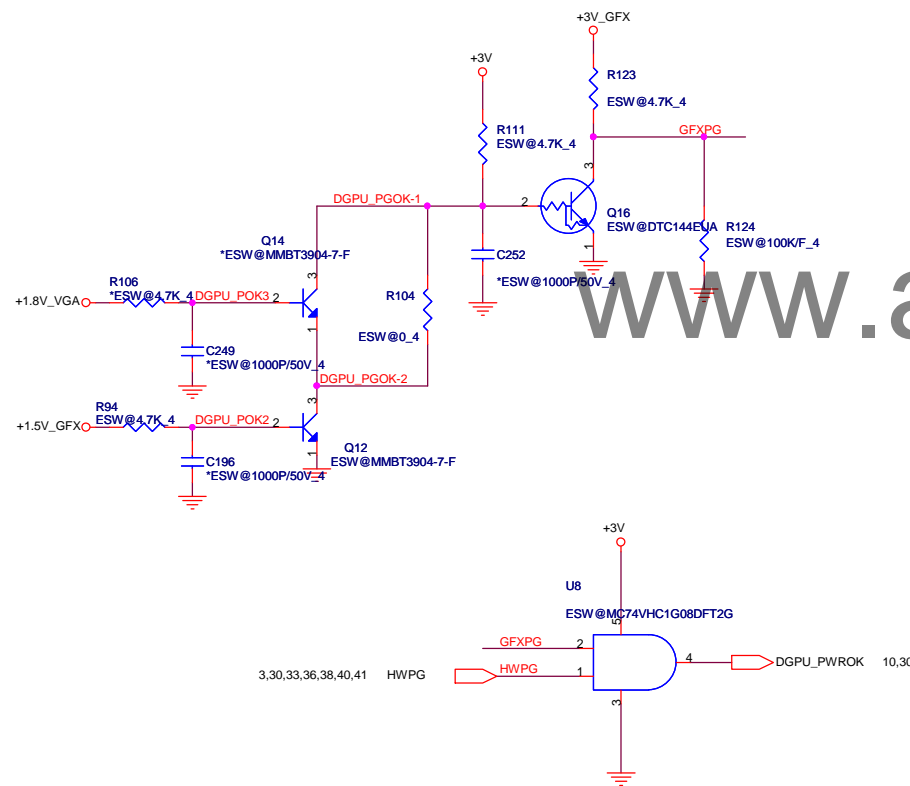 +3V_GFX
+3V
R123
ESW@4.7K_4
GFXPG
R111
ESW@4.7K_4
3
DGPU_PGOK-1
2
Q16
ESW@DTC144EUA
R124
ESW@100K/F_4
1
Q14
*ESW@MMBT3904-7-F
C252
*ESW@1000P/50V_4
3
R106
*ESW@4.7K_4
+1.8V_VGA
DGPU_POK3
2
R104
ESW@0_4
1
www.a
C249
*ESW@1000P/50V_4
DGPU_PGOK-2
R94
ESW@4.7K_4
3
+1.5V_GFX
DGPU_POK2
2
Q12
ESW@MMBT3904-7-F
1
C196
*ESW@1000P/50V_4
+3V
U8
ESW@MC74VHC1G08DFT2G
5
GFXPG
2
4
DGPU_PWROK
10,30
3,30,33,36,38,40,41
HWPG
HWPG
1
3